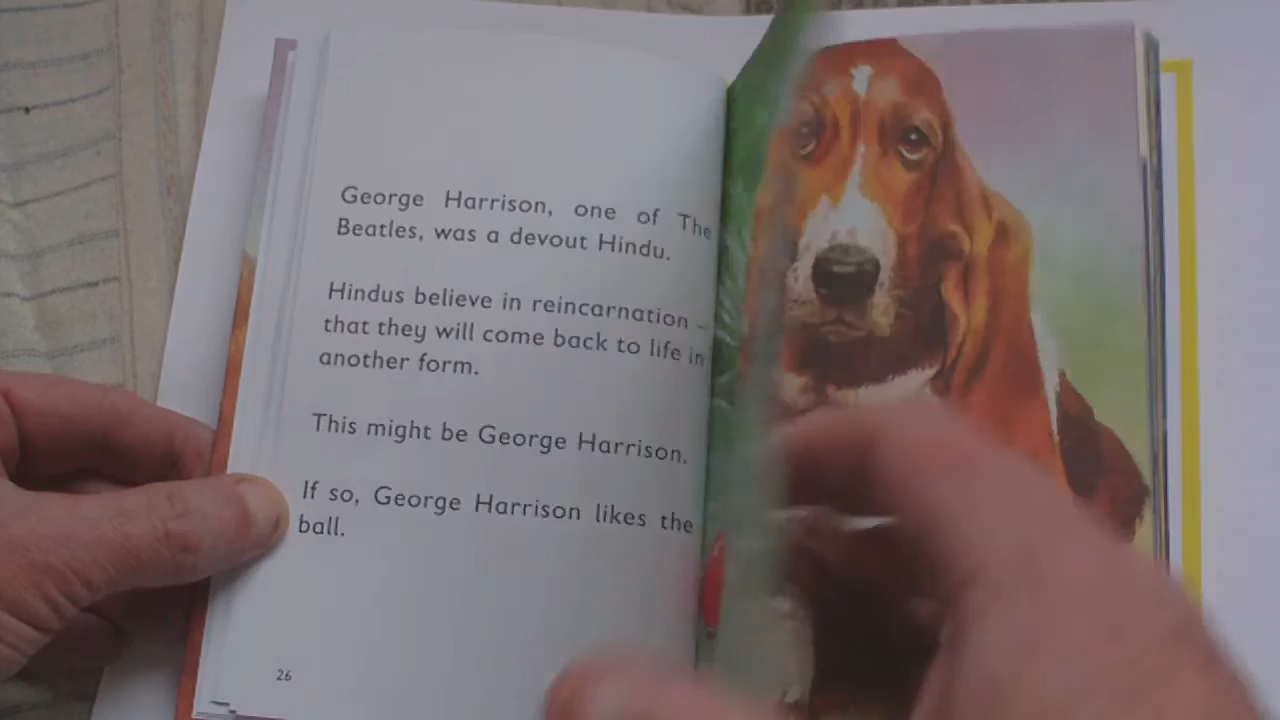 George Harrison, one of The
Beatles, was a devout Hindu.
Hindus believe in reincarnation –
that they will come back to life in
another form.
This might be George Harrison.
If so, George Harrison likes the
ball.
26